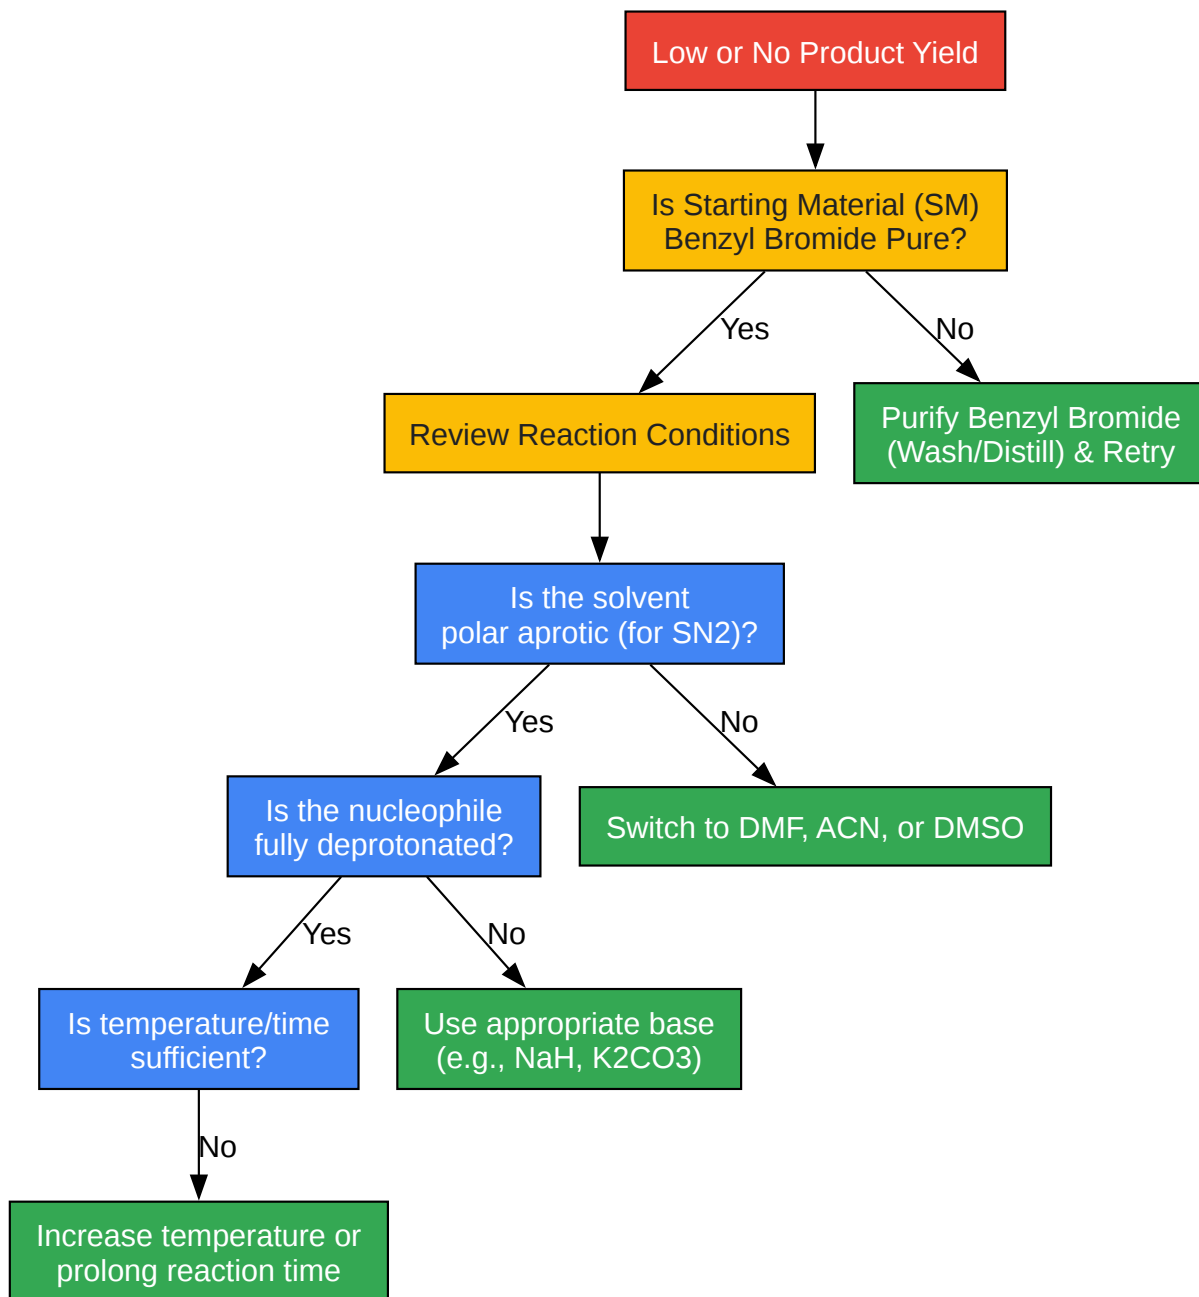 Low or No Product Yield
Is Starting Material (SM)
Benzyl Bromide Pure?
Yes
No
Review Reaction Conditions
Purify Benzyl Bromide
(Wash/Distill) & Retry
Is the solvent
polar aprotic (for SN2)?
Yes
No
Is the nucleophile
fully deprotonated?
Switch to DMF, ACN, or DMSO
Yes
No
Is temperature/time
sufficient?
Use appropriate base
(e.g., NaH, K2CO3)
No
Increase temperature or
prolong reaction time